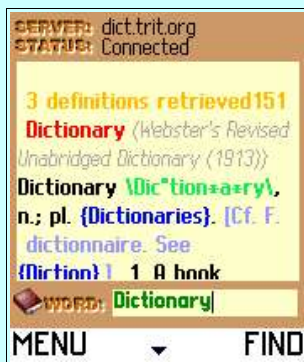 SERVER: dict.trit.org
STATUS: Connected
3 definitions retrieved151
Dictionary (Webster's Revised
Unabridged Dictionary (1913))
Dictionary \Dic"tion*a*ry\,
n.; pl. {Dictionaries}. [Cf. F.
dictionnaire. See
{Diction}.] 1. A book
WORD: Dictionary
MENU FIND